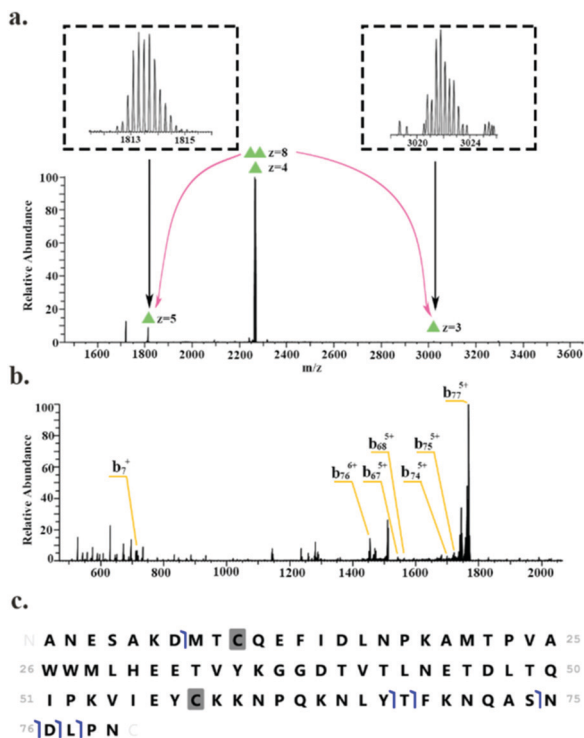 a.
1813 1815
3020 3024
z=8
z=4
z=5
z=3
Relative Abundance
100
80
60
40
20
0
1600 1800 2000 2200 2400 2600 2800 3000 3200 3400 3600
m/z
b.
b77 5+
b68 5+
b75 5+
b7 +
b76 6+
b67 5+
b74 5+
Relative Abundance
100
80
60
40
20
0
600 800 1000 1200 1400 1600 1800 2000
c.
N A N E S A K D M T C Q E F I D L N P K A M T P V A 25
26 W W M L H E E T V Y K G G D T V T L N E T D L T Q 50
51 I P K V I E Y C K K N P Q K N L Y T F K N Q A S N 75
76 D L P N C